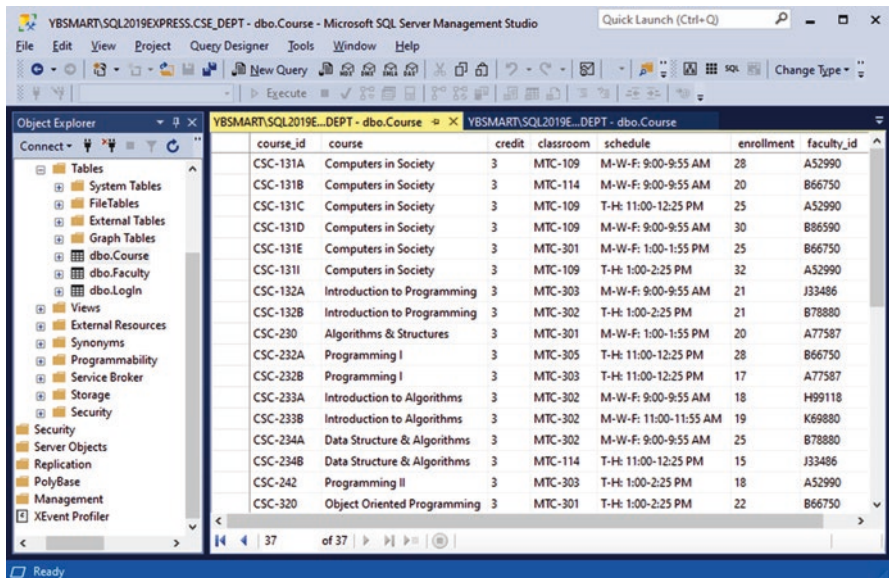 YBSMART\SQL2019EXPRESS.CSE_DEPT - dbo.Course - Microsoft SQL Server Management Studio
Quick Launch (Ctrl+Q)
File Edit View Project Query Designer Tools Window Help
New Query MDX DMX XMLA DAX SQL Change Type
Execute
Object Explorer
Connect
Tables
System Tables
FileTables
External Tables
Graph Tables
dbo.Course
dbo.Faculty
dbo.LogIn
Views
External Resources
Synonyms
Programmability
Service Broker
Storage
Security
Security
Server Objects
Replication
PolyBase
Management
XEvent Profiler
YBSMART\SQL2019E...DEPT - dbo.Course YBSMART\SQL2019E...DEPT - dbo.Course
course_id course credit classroom schedule enrollment faculty_id
CSC-131A Computers in Society 3 MTC-109 M-W-F: 9:00-9:55 AM 28 A52990
CSC-131B Computers in Society 3 MTC-114 M-W-F: 9:00-9:55 AM 20 B66750
CSC-131C Computers in Society 3 MTC-109 T-H: 11:00-12:25 PM 25 A52990
CSC-131D Computers in Society 3 MTC-109 M-W-F: 9:00-9:55 AM 30 B86590
CSC-131E Computers in Society 3 MTC-301 M-W-F: 1:00-1:55 PM 25 B66750
CSC-131I Computers in Society 3 MTC-109 T-H: 1:00-2:25 PM 32 A52990
CSC-132A Introduction to Programming 3 MTC-303 M-W-F: 9:00-9:55 AM 21 J33486
CSC-132B Introduction to Programming 3 MTC-302 T-H: 1:00-2:25 PM 21 B78880
CSC-230 Algorithms & Structures 3 MTC-301 M-W-F: 1:00-1:55 PM 20 A77587
CSC-232A Programming I 3 MTC-305 T-H: 11:00-12:25 PM 28 B66750
CSC-232B Programming I 3 MTC-303 T-H: 11:00-12:25 PM 17 A77587
CSC-233A Introduction to Algorithms 3 MTC-302 M-W-F: 9:00-9:55 AM 18 H99118
CSC-233B Introduction to Algorithms 3 MTC-302 M-W-F: 11:00-11:55 AM 19 K69880
CSC-234A Data Structure & Algorithms 3 MTC-302 M-W-F: 9:00-9:55 AM 25 B78880
CSC-234B Data Structure & Algorithms 3 MTC-114 T-H: 11:00-12:25 PM 15 J33486
CSC-242 Programming II 3 MTC-303 T-H: 1:00-2:25 PM 18 A52990
CSC-320 Object Oriented Programming 3 MTC-301 T-H: 1:00-2:25 PM 22 B66750
37 of 37
Ready